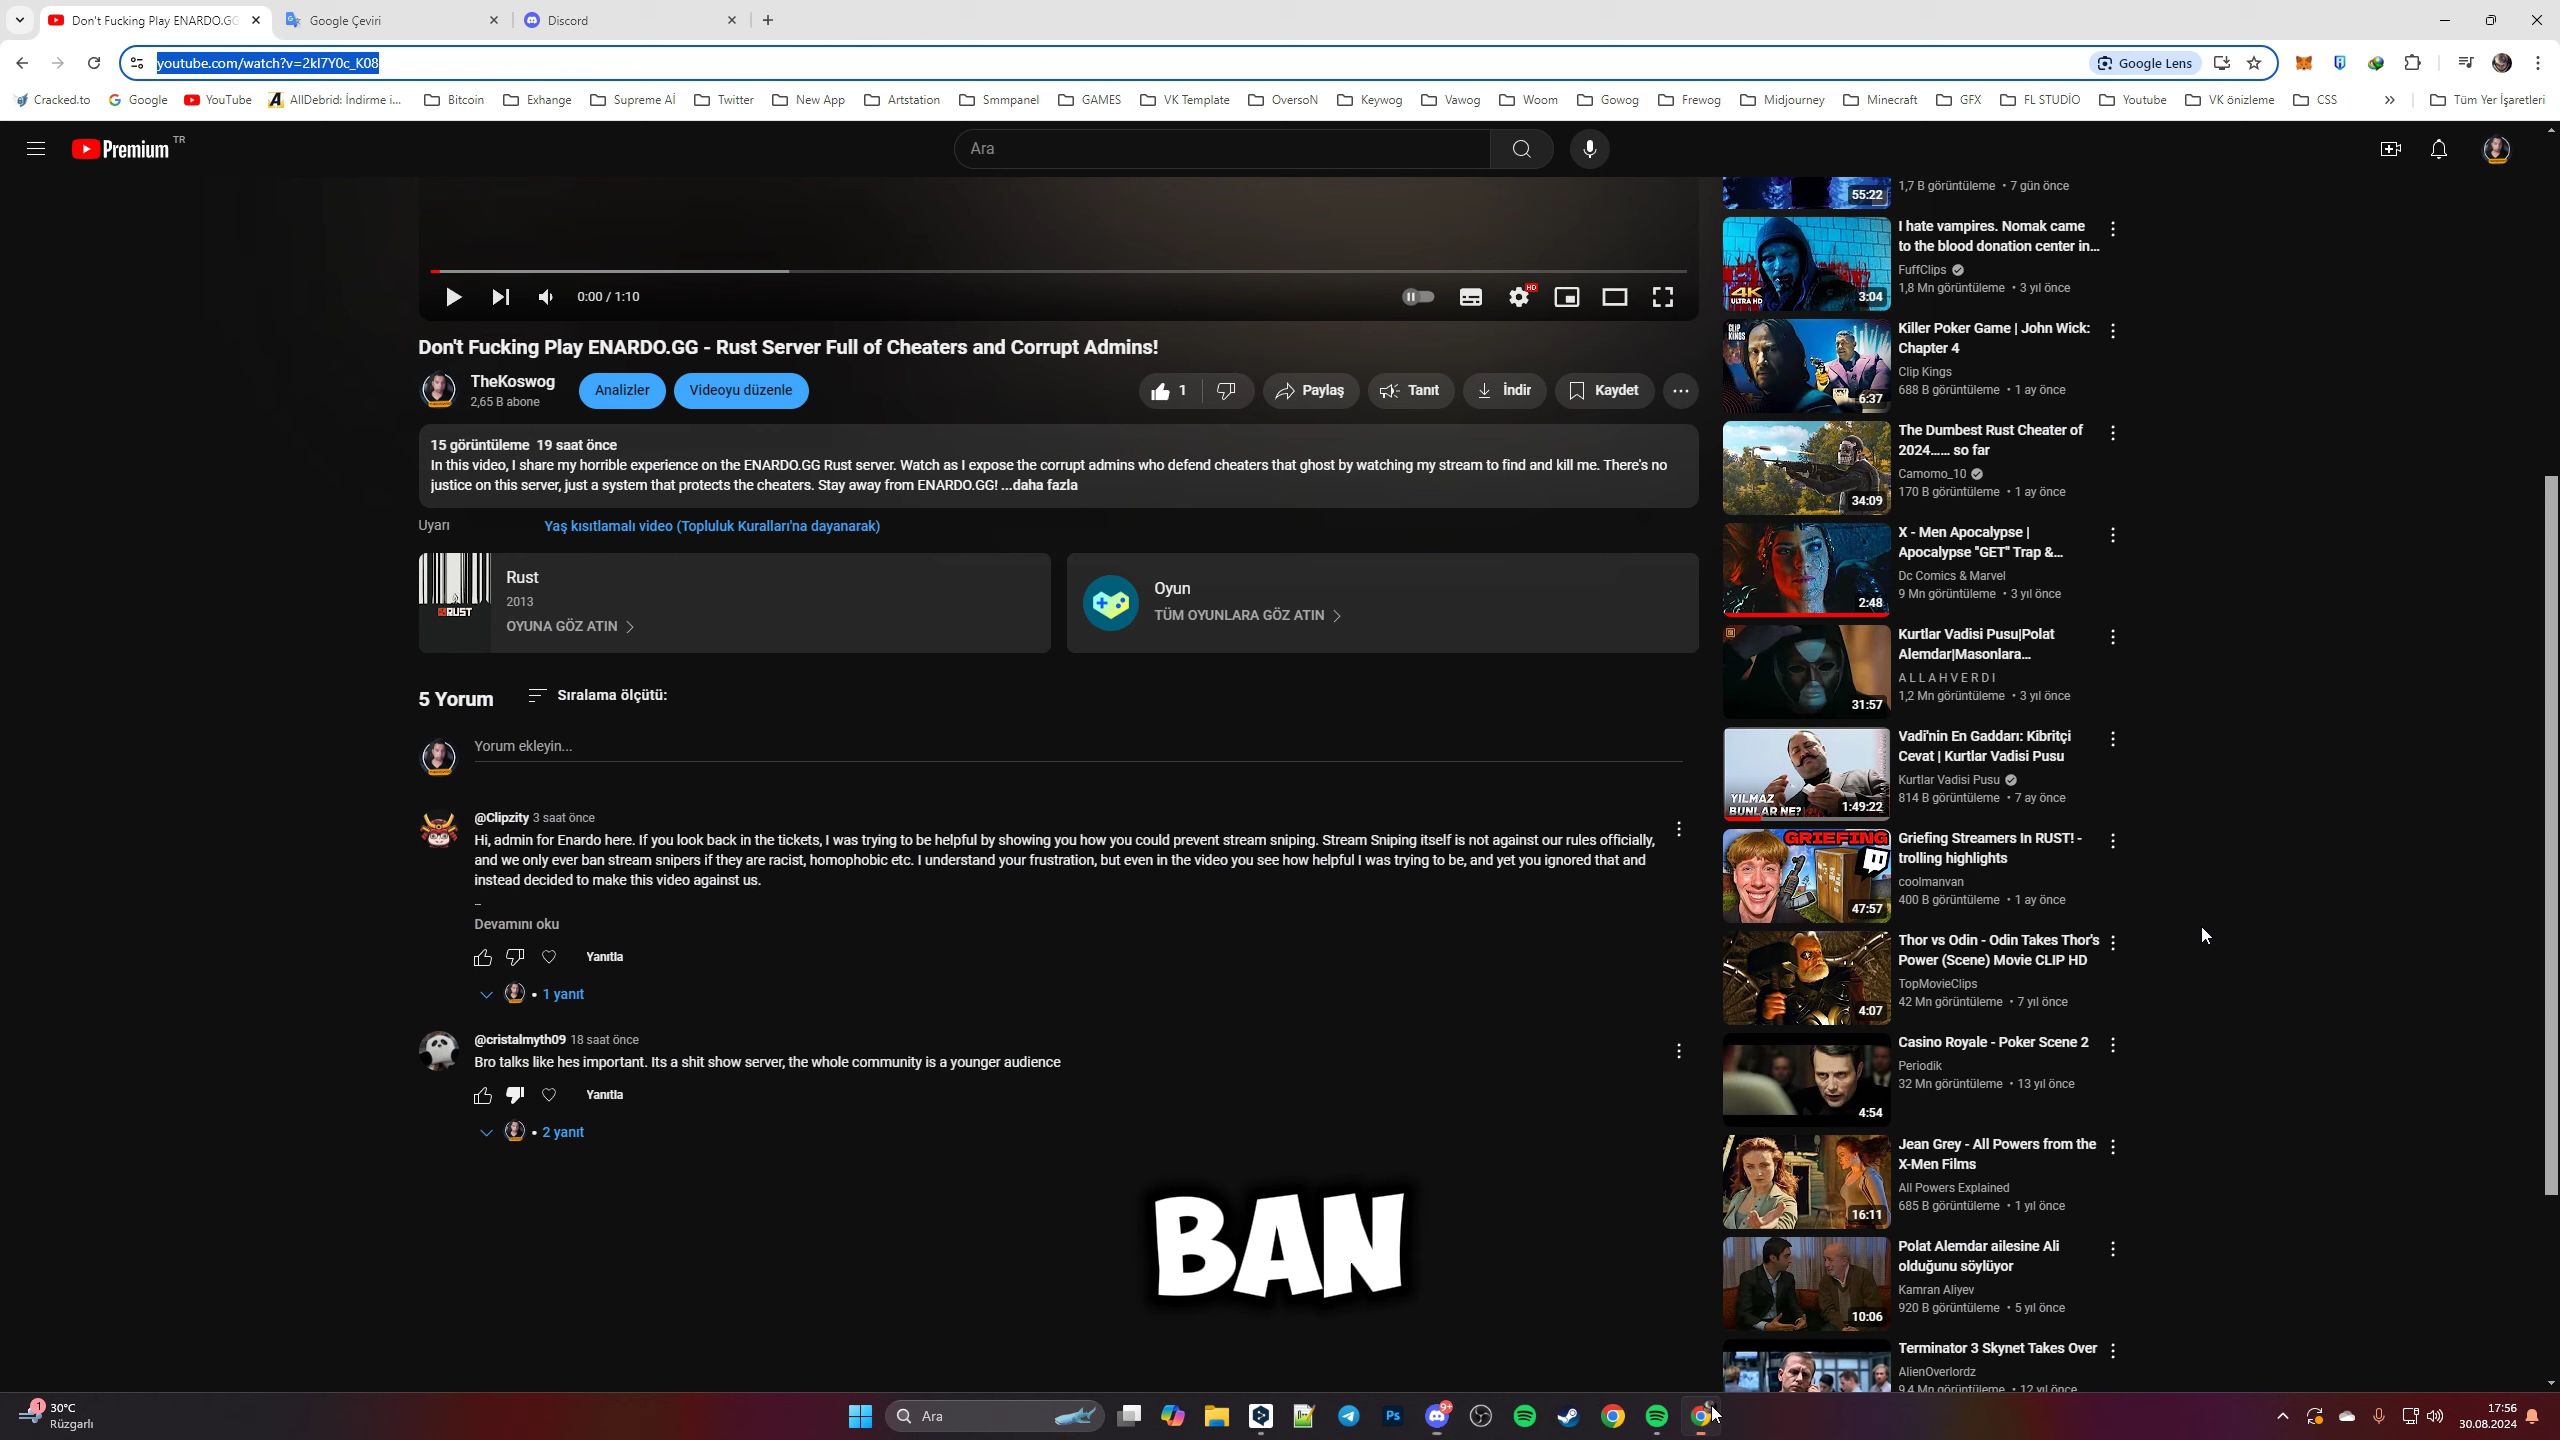 Don't Fucking Play ENARDO.GG
Google Çeviri
Discord
youtube.com/watch?v=2kl7Y0c_K08
Google Lens
Cracked.to
Google
YouTube
AllDebrid: İndirme i...
Bitcoin
Exhange
Supreme Aİ
Twitter
New App
Artstation
Smmpanel
GAMES
VK Template
OversoN
Keywog
Vawog
Woom
Gowog
Frewog
Midjourney
Minecraft
GFX
FL STUDİO
Youtube
VK önizleme
CSS
Tüm Yer İşaretleri
Premium TR
Ara
0:00 / 1:10
HD
Don't Fucking Play ENARDO.GG - Rust Server Full of Cheaters and Corrupt Admins!
TheKoswog
2,65 B abone
Analizler
Videoyu düzenle
1
Paylaş
Tanıt
İndir
Kaydet
15 görüntüleme 19 saat önce
In this video, I share my horrible experience on the ENARDO.GG Rust server. Watch as I expose the corrupt admins who defend cheaters that ghost by watching my stream to find and kill me. There's no
justice on this server, just a system that protects the cheaters. Stay away from ENARDO.GG! ...daha fazla
Uyarı
Yaş kısıtlamalı video (Topluluk Kuralları'na dayanarak)
RUST
Rust
2013
OYUNA GÖZ ATIN
Oyun
TÜM OYUNLARA GÖZ ATIN
5 Yorum
Sıralama ölçütü:
Yorum ekleyin...
@Clipzity 3 saat önce
Hi, admin for Enardo here. If you look back in the tickets, I was trying to be helpful by showing you how you could prevent stream sniping. Stream Sniping itself is not against our rules officially,
and we only ever ban stream snipers if they are racist, homophobic etc. I understand your frustration, but even in the video you see how helpful I was trying to be, and yet you ignored that and
instead decided to make this video against us.
...
Devamını oku
Yanıtla
• 1 yanıt
@cristalmyth09 18 saat önce
Bro talks like hes important. Its a shit show server, the whole community is a younger audience
Yanıtla
• 2 yanıt
BAN
55:22
1,7 B görüntüleme • 7 gün önce
4K
ULTRA HD
3:04
I hate vampires. Nomak came
to the blood donation center in...
FuffClips
1,8 Mn görüntüleme • 3 yıl önce
CLIP
KINGS
6:37
Killer Poker Game | John Wick:
Chapter 4
Clip Kings
688 B görüntüleme • 1 ay önce
34:09
The Dumbest Rust Cheater of
2024...... so far
Camomo_10
170 B görüntüleme • 1 ay önce
2:48
X - Men Apocalypse |
Apocalypse "GET" Trap &...
Dc Comics & Marvel
9 Mn görüntüleme • 3 yıl önce
31:57
Kurtlar Vadisi Pusu|Polat
Alemdar|Masonlara...
A L L A H V E R D I
1,2 Mn görüntüleme • 3 yıl önce
YILMAZ
BUNLAR NE?
1:49:22
Vadi'nin En Gaddarı: Kibritçi
Cevat | Kurtlar Vadisi Pusu
Kurtlar Vadisi Pusu
814 B görüntüleme • 7 ay önce
GRIEFING
47:57
Griefing Streamers In RUST! -
trolling highlights
coolmanvan
400 B görüntüleme • 1 ay önce
4:07
Thor vs Odin - Odin Takes Thor's
Power (Scene) Movie CLIP HD
TopMovieClips
42 Mn görüntüleme • 7 yıl önce
4:54
Casino Royale - Poker Scene 2
Periodik
32 Mn görüntüleme • 13 yıl önce
16:11
Jean Grey - All Powers from the
X-Men Films
All Powers Explained
685 B görüntüleme • 1 yıl önce
10:06
Polat Alemdar ailesine Ali
olduğunu söylüyor
Kamran Aliyev
920 B görüntüleme • 5 yıl önce
Terminator 3 Skynet Takes Over
AlienOverlordz
9,4 Mn görüntüleme • 12 yıl önce
1
30°C
Rüzgarlı
Ara
Ps
9+
17:56
30.08.2024